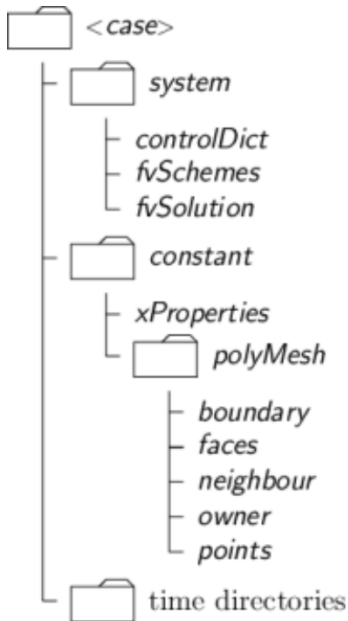 <case>
system
controlDict
fvSchemes
fvSolution
constant
xProperties
polyMesh
boundary
faces
neighbour
owner
points
time directories